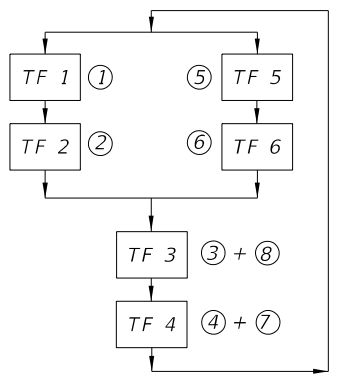 TF 1 ① ⑤ TF 5
TF 2 ② ⑥ TF 6
TF 3 ③ + ⑧
TF 4 ④ + ⑦